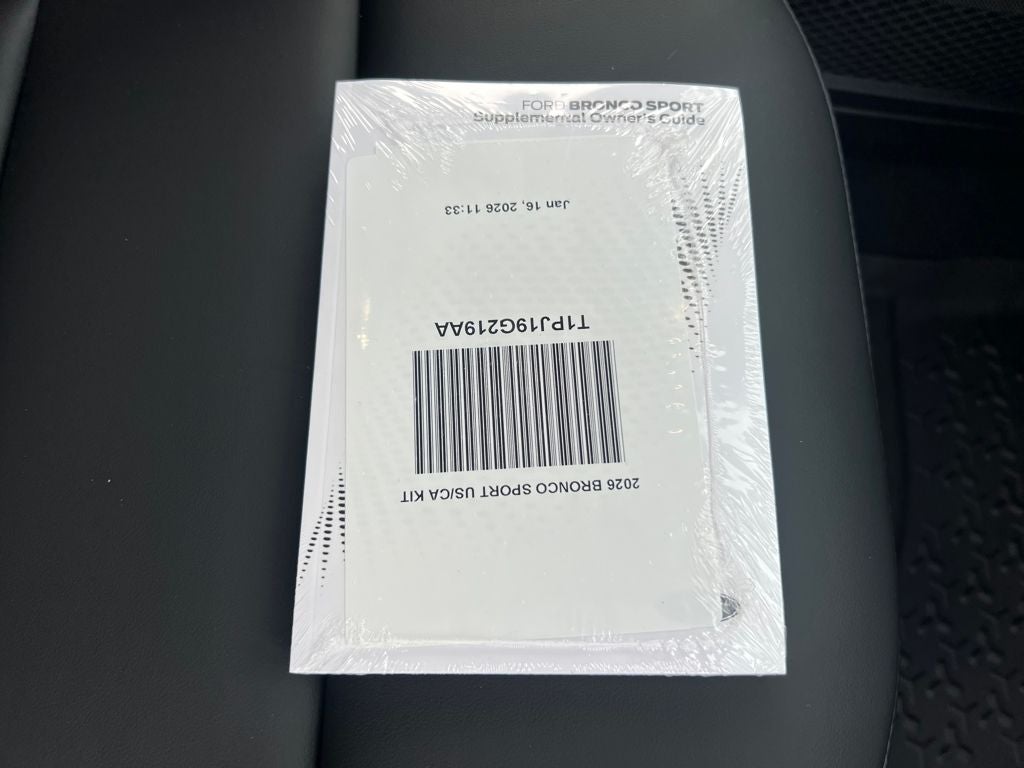 FORD BRONCO SPORT
Supplemental Owner's Guide
2026 BRONCO SPORT US/CA KIT
T1PJ19G219AA
Jan 16, 2026 11:33